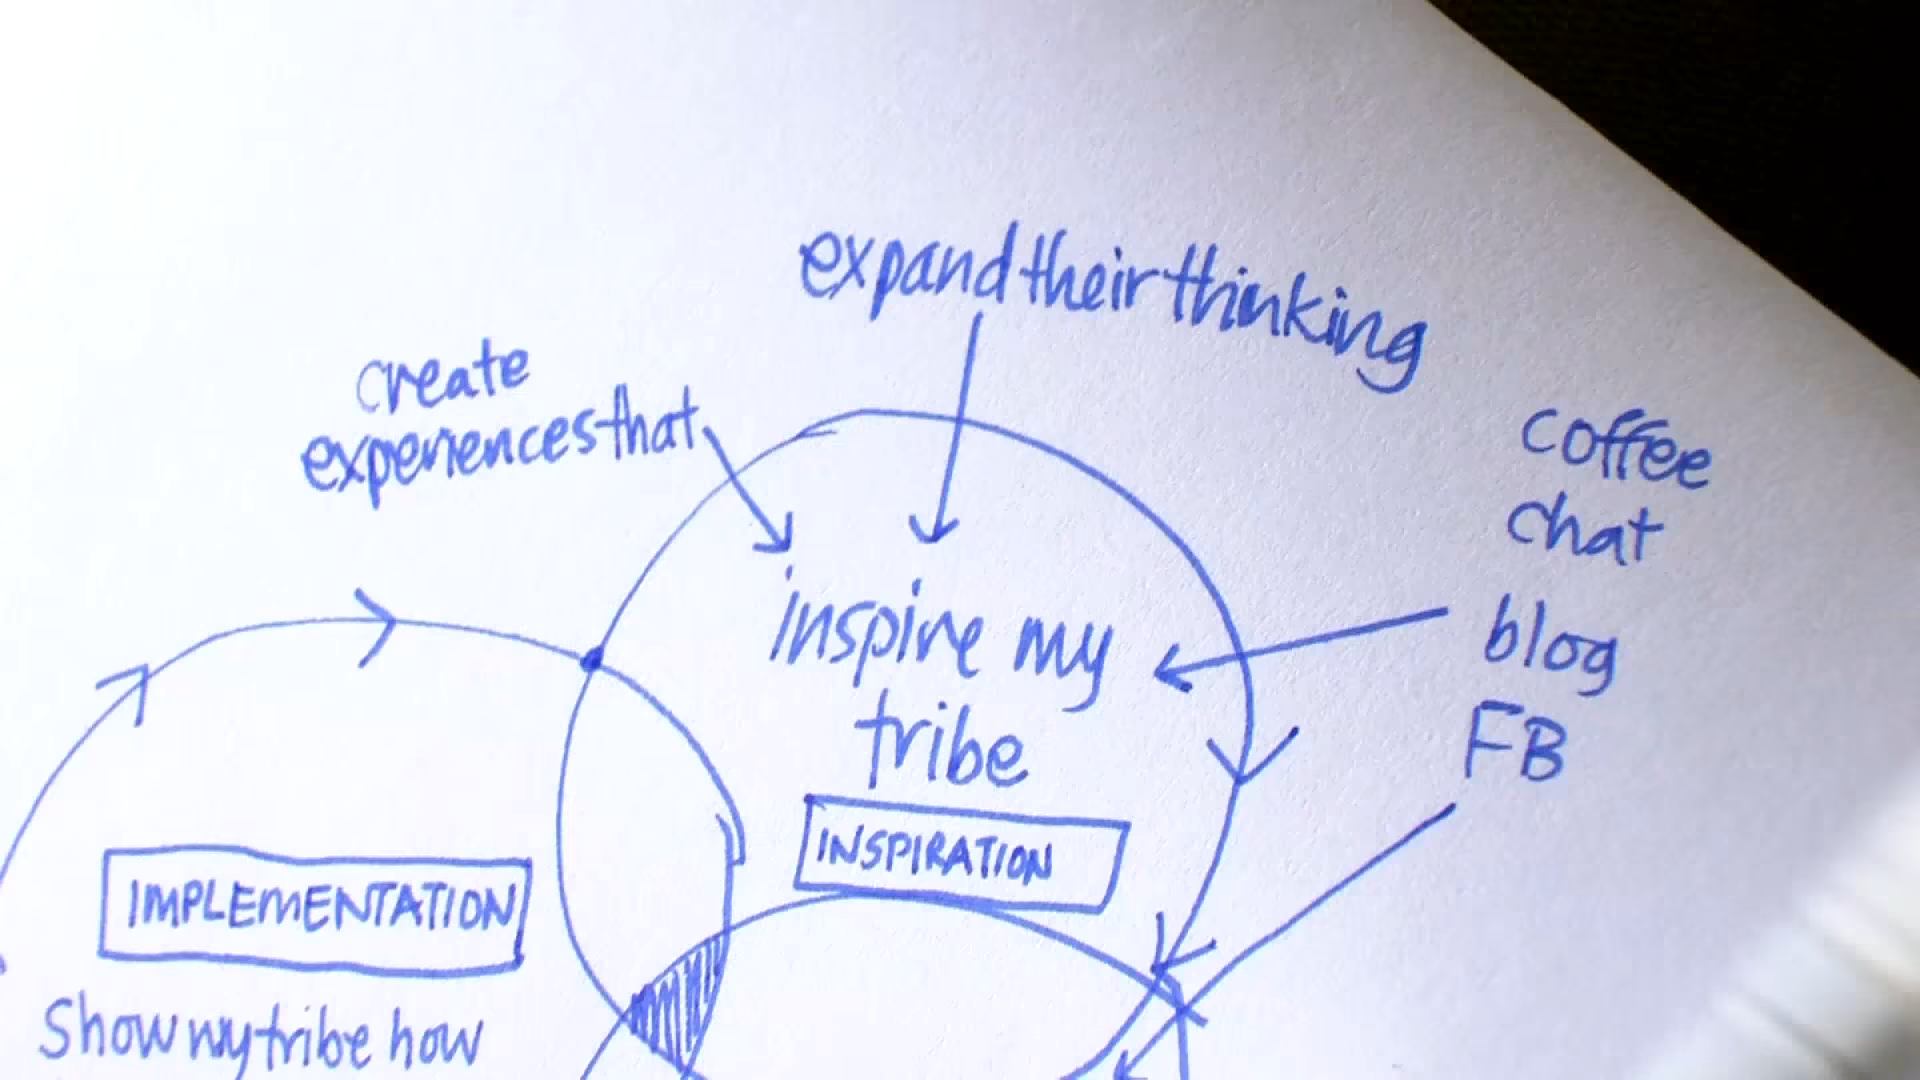 expand their thinking
create
experiences that
coffee
chat
blog
FB
inspire my
tribe
INSPIRATION
IMPLEMENTATION
Show my tribe how